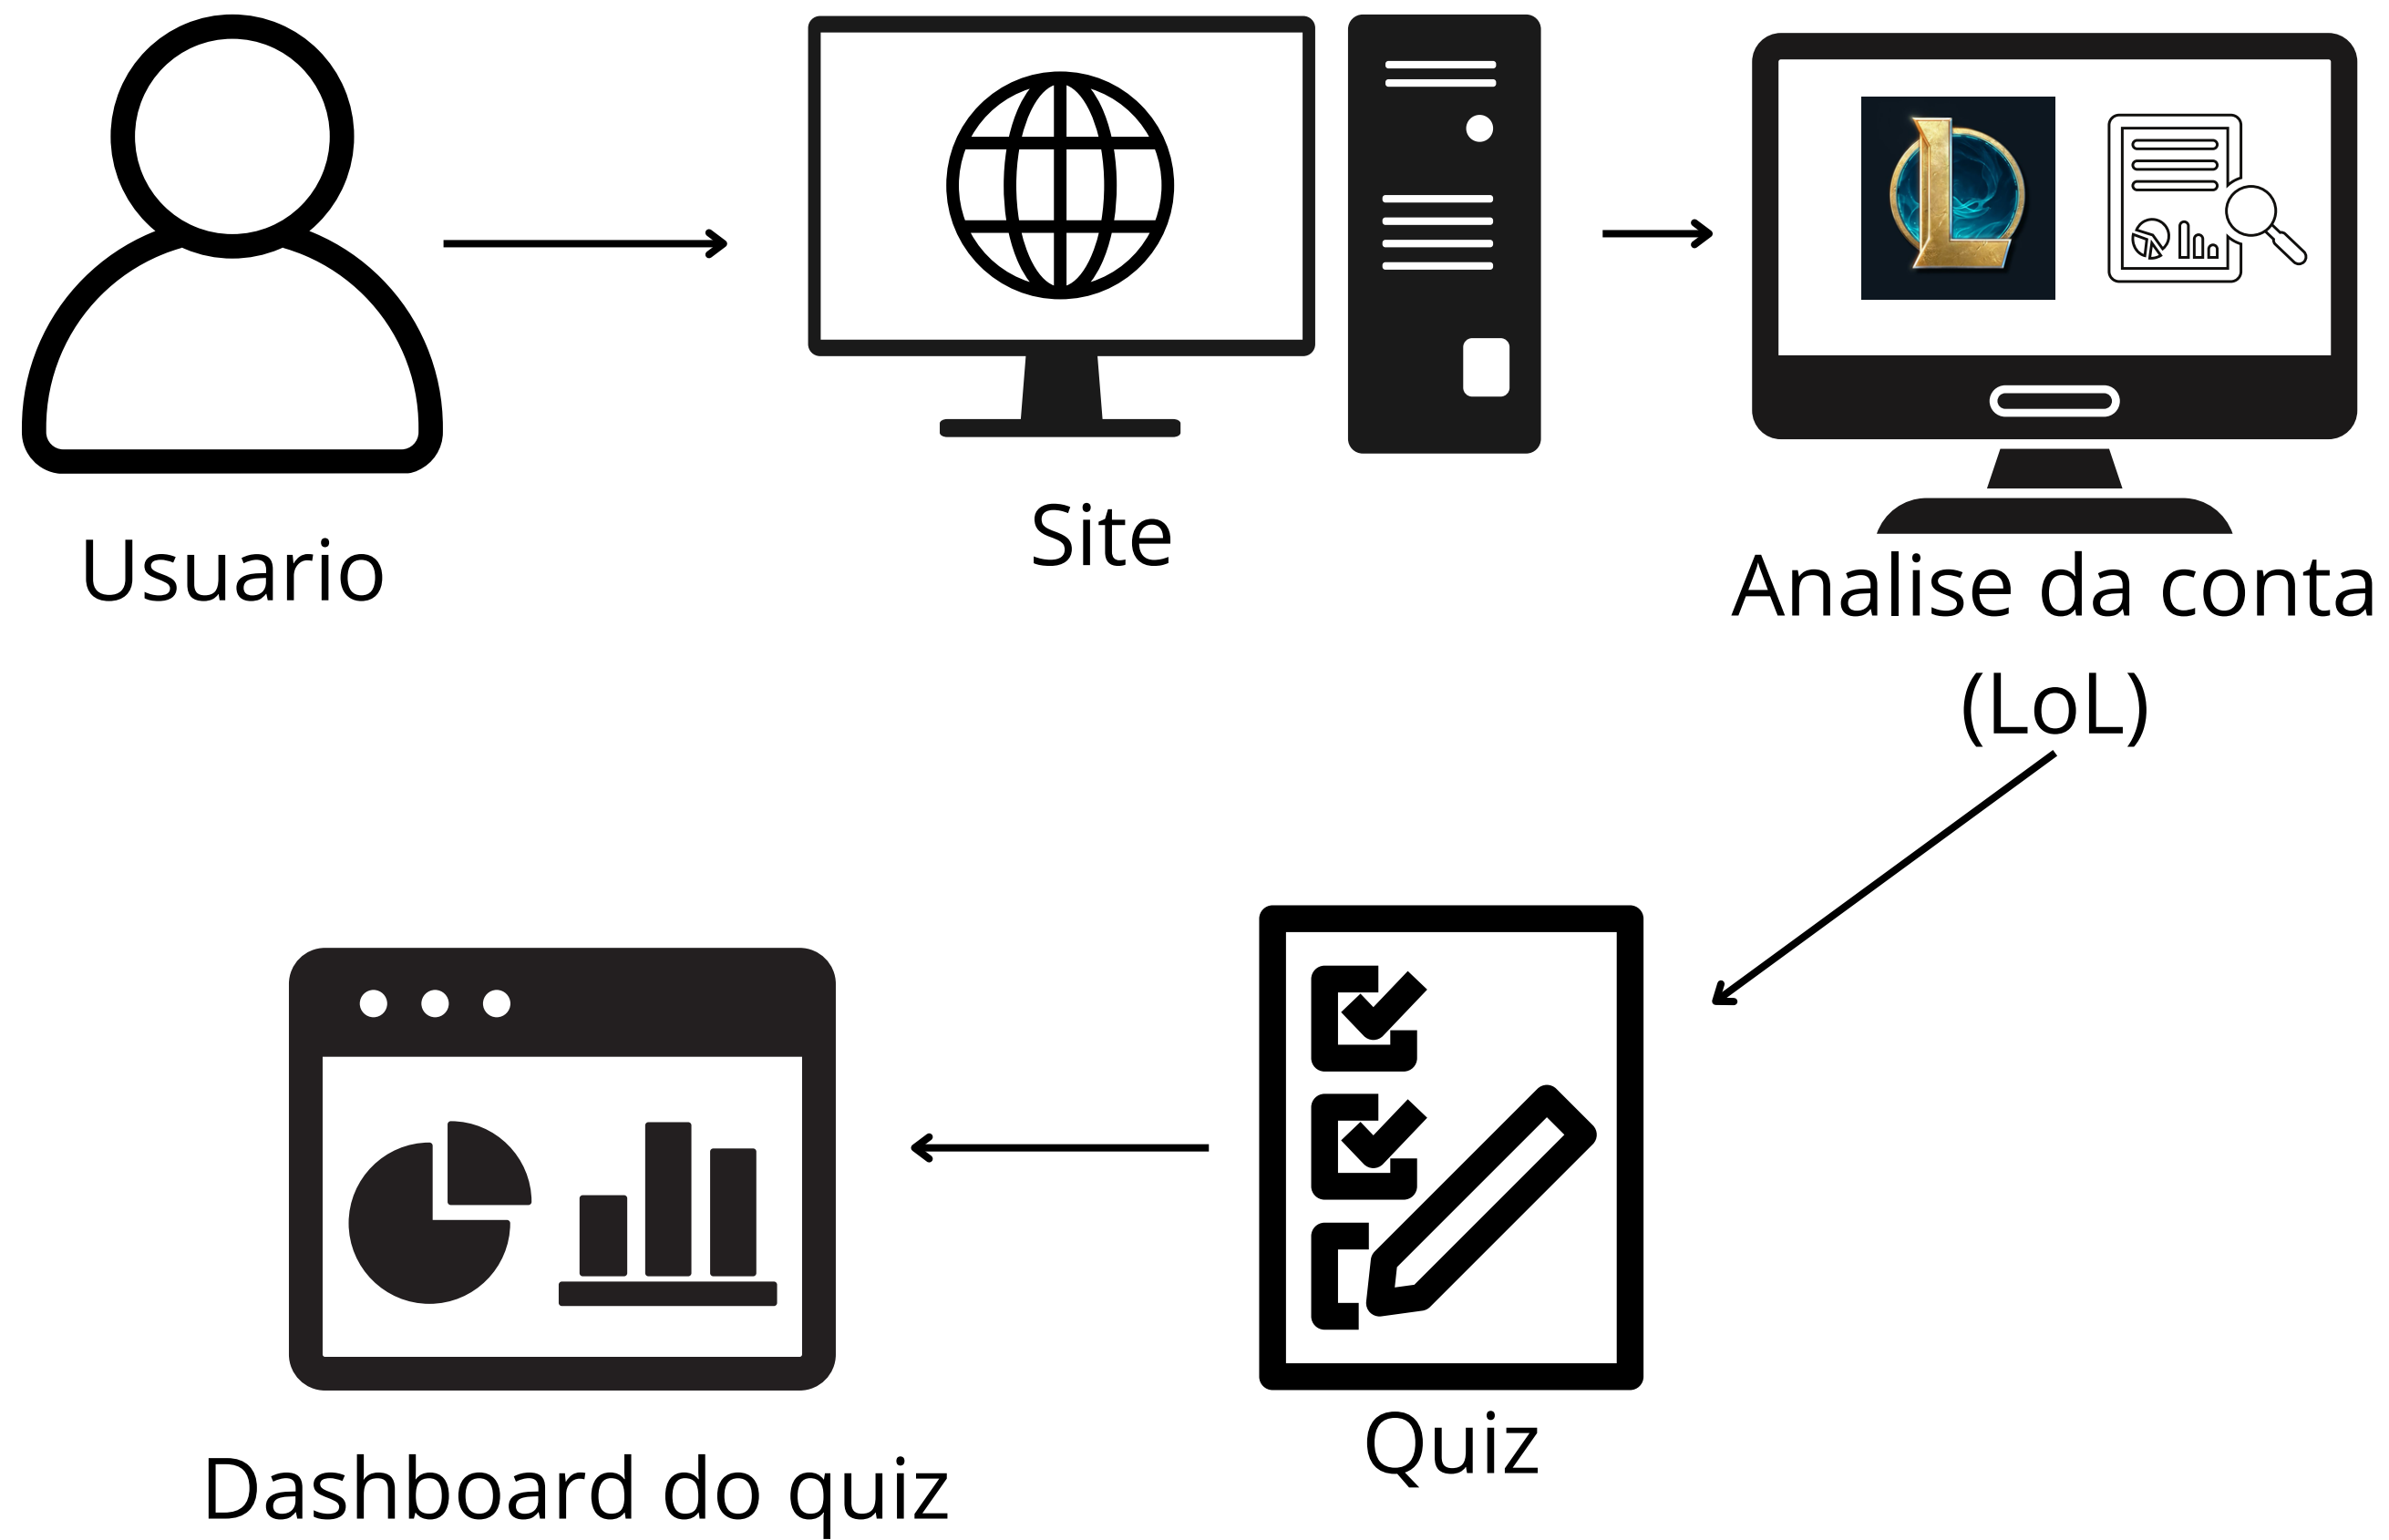 Usuario
Site
Analise da conta
(LoL)
Quiz
Dashboard do quiz